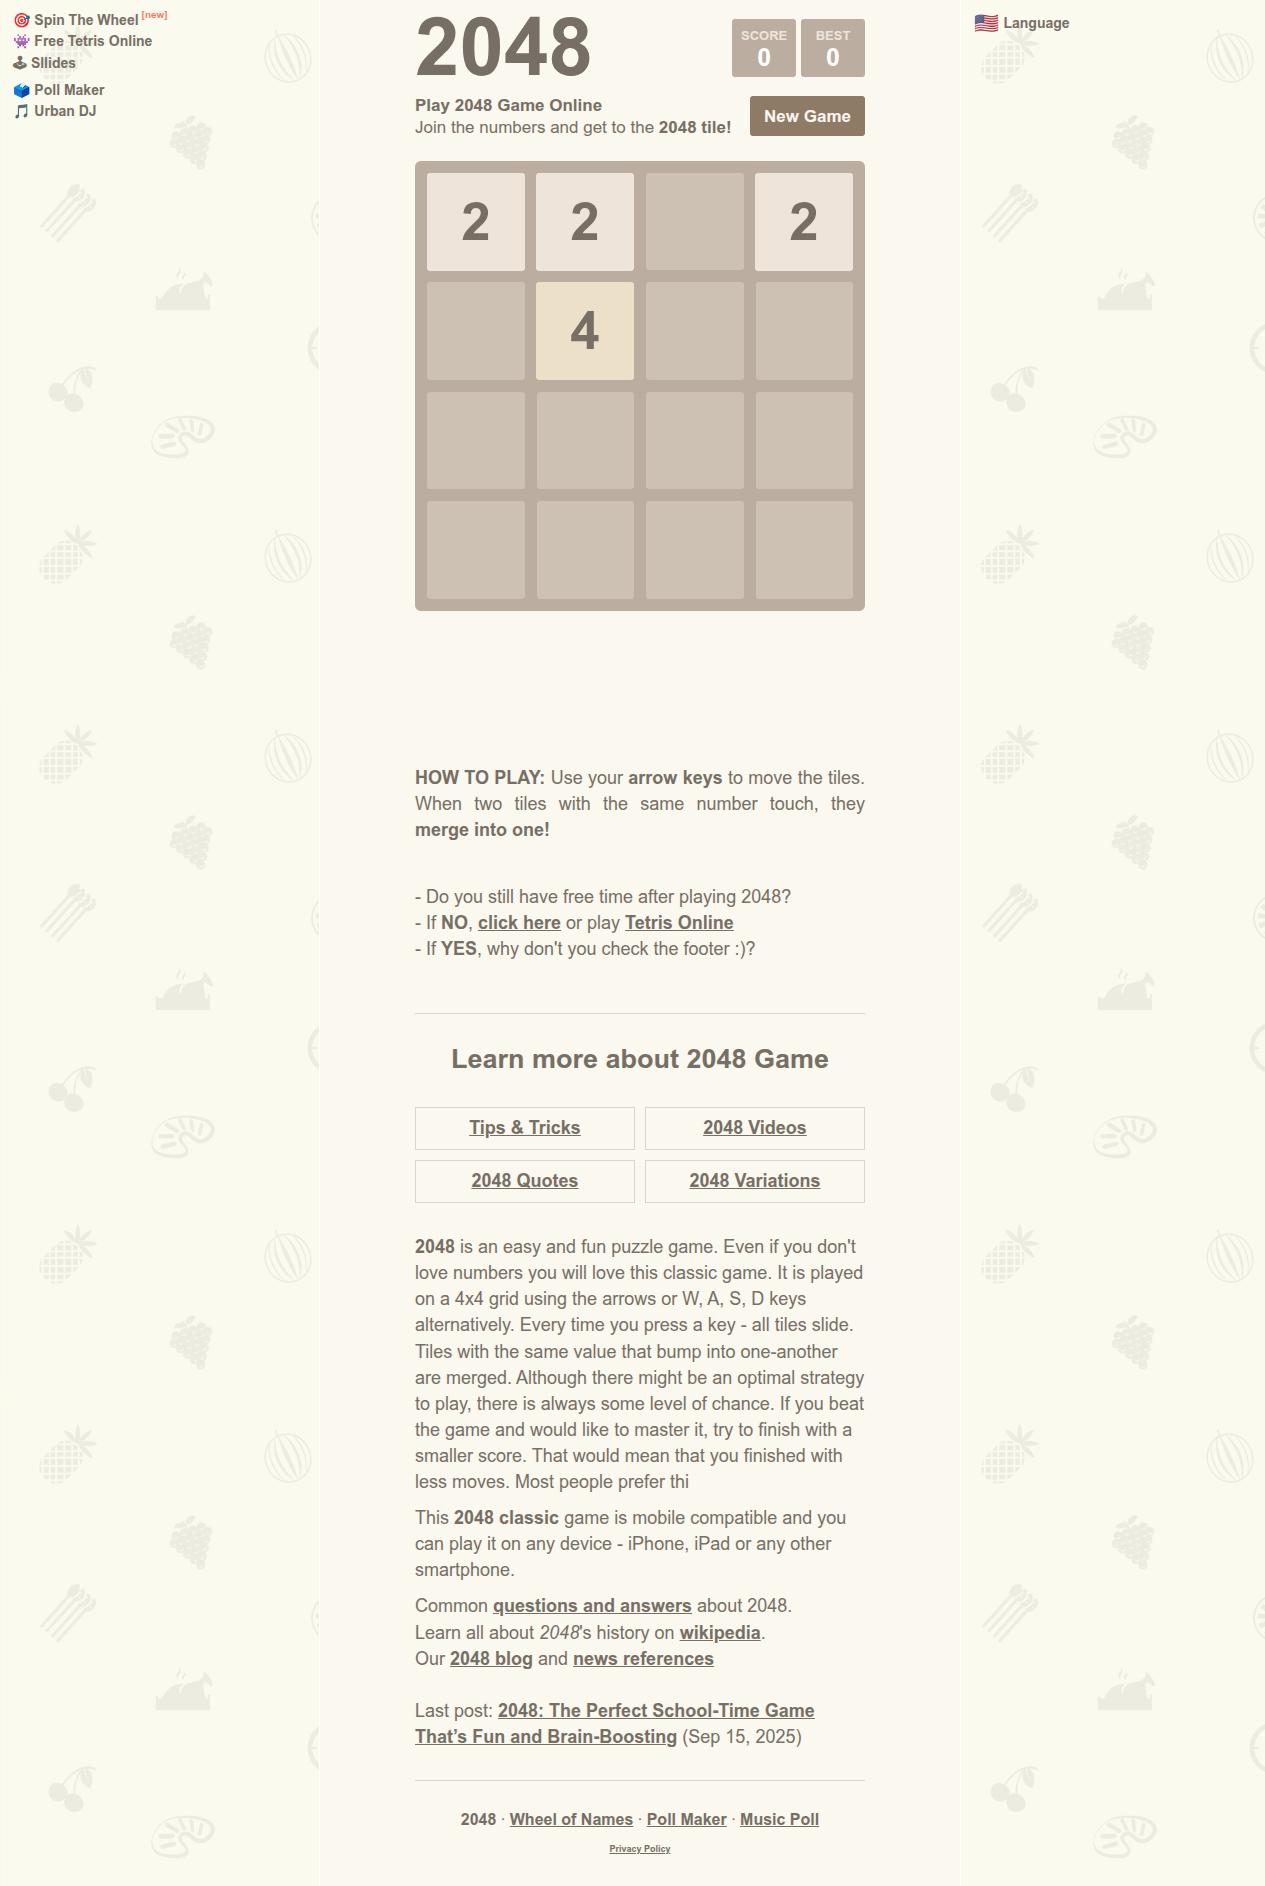 🎯 Spin The Wheel [new]
👾 Free Tetris Online
🕹 Sllides
🗳 Poll Maker
🎵 Urban DJ
🇺🇸 Language
2048
SCORE
0
BEST
0
Play 2048 Game Online
Join the numbers and get to the 2048 tile!
New Game
2 2 2
4
HOW TO PLAY: Use your arrow keys to move the tiles.
When two tiles with the same number touch, they
merge into one!
- Do you still have free time after playing 2048?
- If NO, click here or play Tetris Online
- If YES, why don't you check the footer :)?
Learn more about 2048 Game
Tips & Tricks
2048 Videos
2048 Quotes
2048 Variations
2048 is an easy and fun puzzle game. Even if you don't
love numbers you will love this classic game. It is played
on a 4x4 grid using the arrows or W, A, S, D keys
alternatively. Every time you press a key - all tiles slide.
Tiles with the same value that bump into one-another
are merged. Although there might be an optimal strategy
to play, there is always some level of chance. If you beat
the game and would like to master it, try to finish with a
smaller score. That would mean that you finished with
less moves. Most people prefer thi
This 2048 classic game is mobile compatible and you
can play it on any device - iPhone, iPad or any other
smartphone.
Common questions and answers about 2048.
Learn all about 2048's history on wikipedia.
Our 2048 blog and news references
Last post: 2048: The Perfect School-Time Game
That’s Fun and Brain-Boosting (Sep 15, 2025)
2048 · Wheel of Names · Poll Maker · Music Poll
Privacy Policy